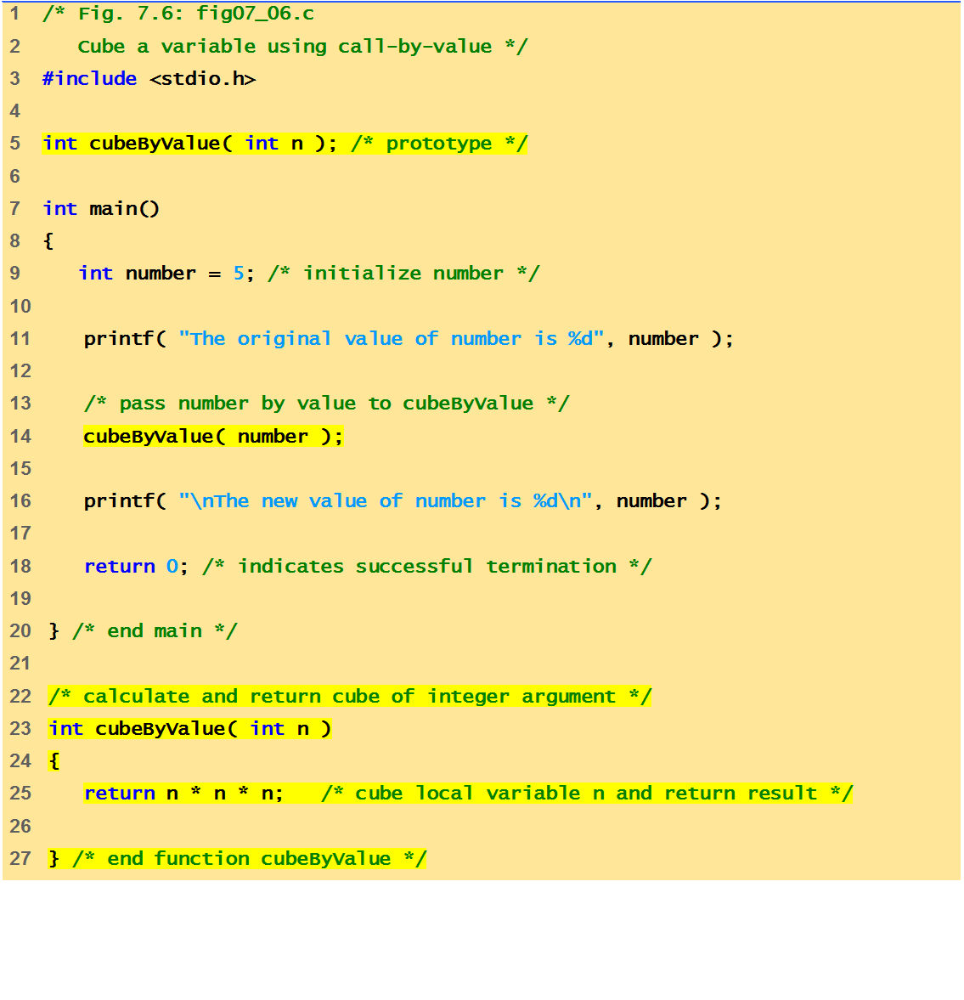 1 /* Fig. 7.6: fig07_06.c
2 Cube a variable using call-by-value */
3 #include <stdio.h>
4
5 int cubeByValue( int n ); /* prototype */
6
7 int main()
8 {
9 int number = 5; /* initialize number */
10
11 printf( "The original value of number is %d", number );
12
13 /* pass number by value to cubeByValue */
14 cubeByValue( number );
15
16 printf( "\nThe new value of number is %d\n", number );
17
18 return 0; /* indicates successful termination */
19
20 } /* end main */
21
22 /* calculate and return cube of integer argument */
23 int cubeByValue( int n )
24 {
25 return n * n * n; /* cube local variable n and return result */
26
27 } /* end function cubeByValue */